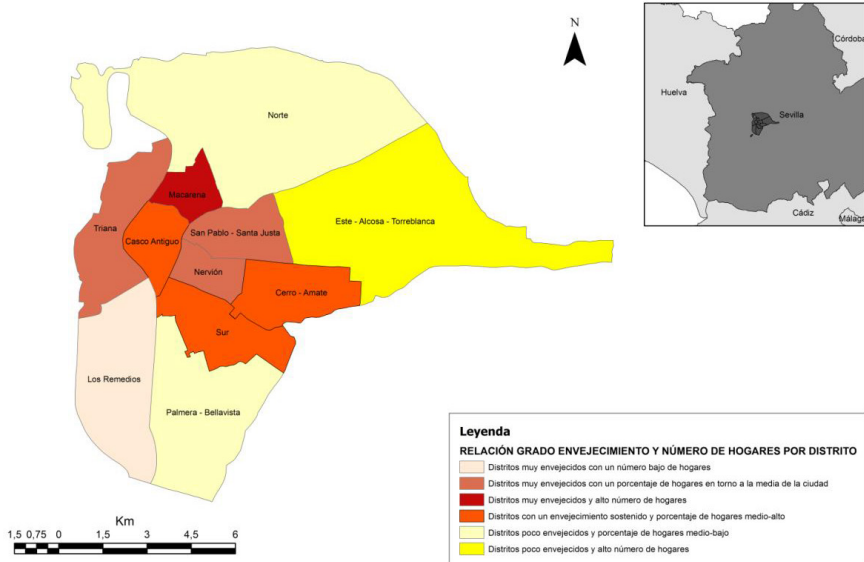 N
Córdoba
Huelva
Sevilla
Cádiz
Málaga
Norte
Macarena
Triana
Casco Antiguo
San Pablo - Santa Justa
Este - Alcosa - Torreblanca
Nervión
Cerro - Amate
Sur
Los Remedios
Palmera - Bellavista
Leyenda
RELACIÓN GRADO ENVEJECIMIENTO Y NÚMERO DE HOGARES POR DISTRITO
Distritos muy envejecidos con un número bajo de hogares
Distritos muy envejecidos con un porcentaje de hogares en torno a la media de la ciudad
Distritos muy envejecidos y alto número de hogares
Distritos con un envejecimiento sostenido y porcentaje de hogares medio-alto
Distritos poco envejecidos y porcentaje de hogares medio-bajo
Distritos poco envejecidos y alto número de hogares
Km
1,5 0,75 0 1,5 3 4,5 6